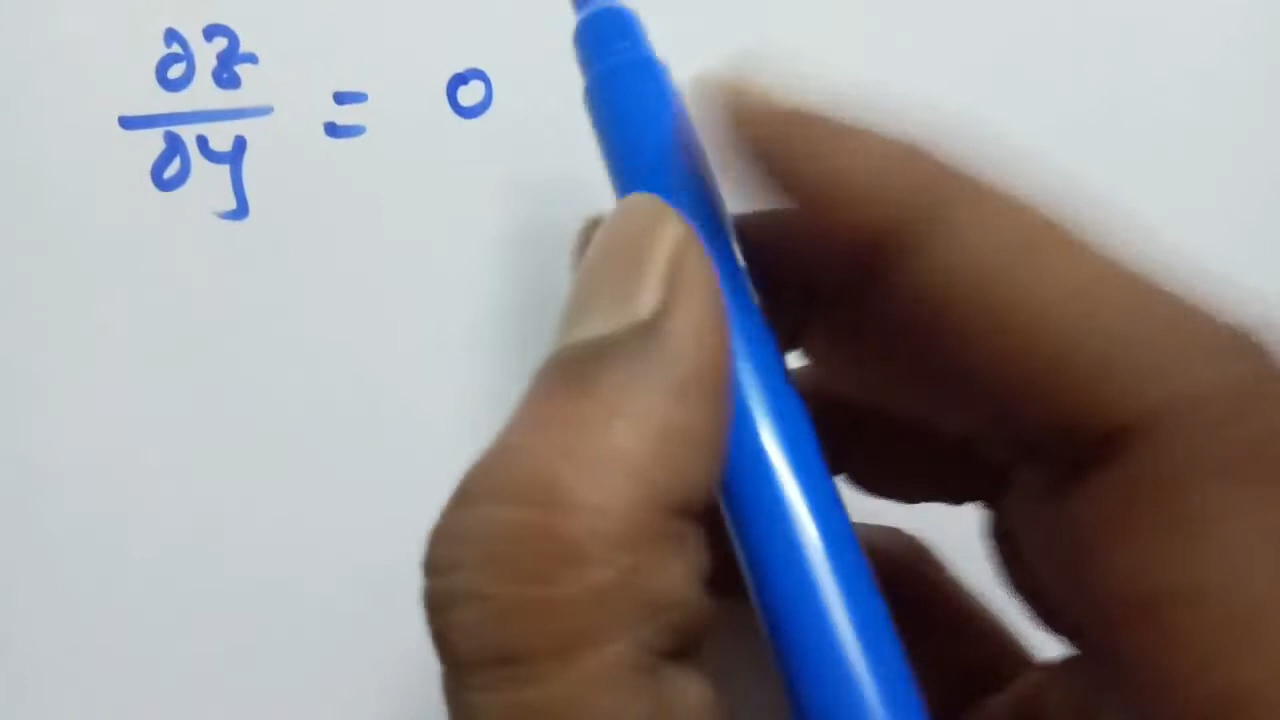 ∂z/∂y = 0